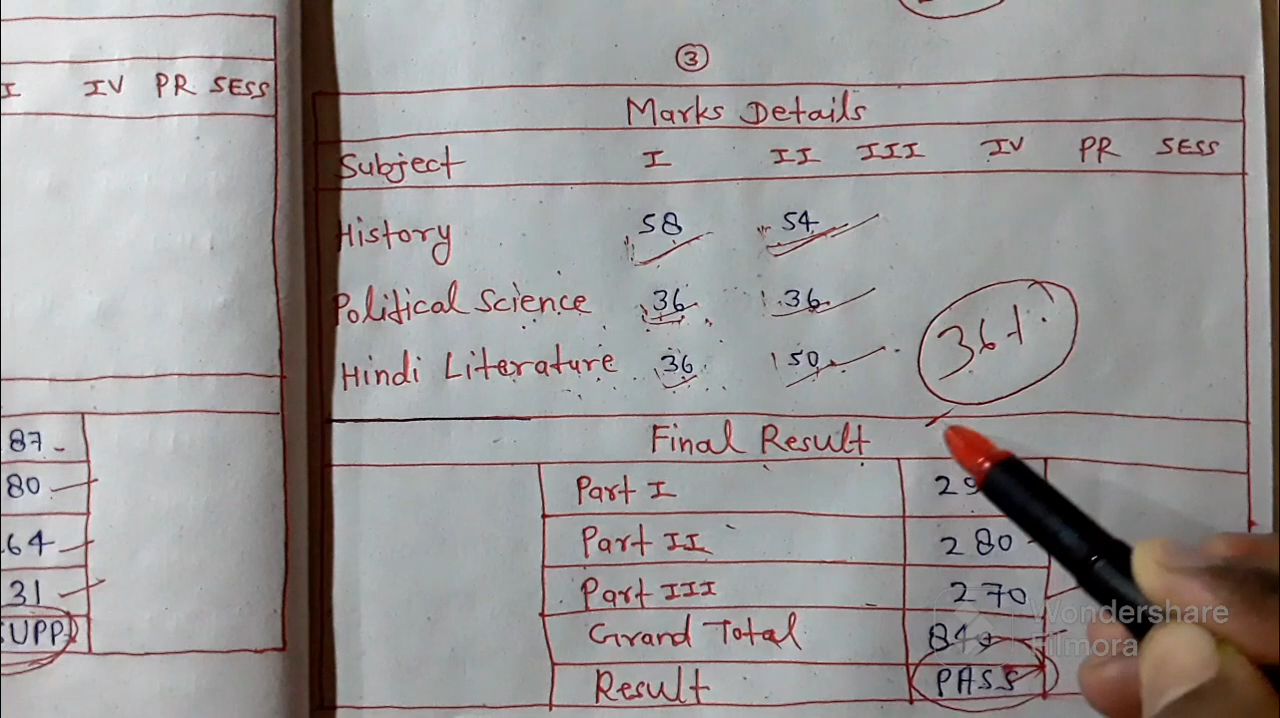 I IV PR SESS
87
80
64
31
SUPP
3
Marks Details
Subject I II III IV PR SESS
History 58 54
Political Science 36 36
Hindi Literature 36 50
36%
Final Result
Part I
Part II 280
Part III 270
Grand Total
Result PASS
Wondershare
Filmora